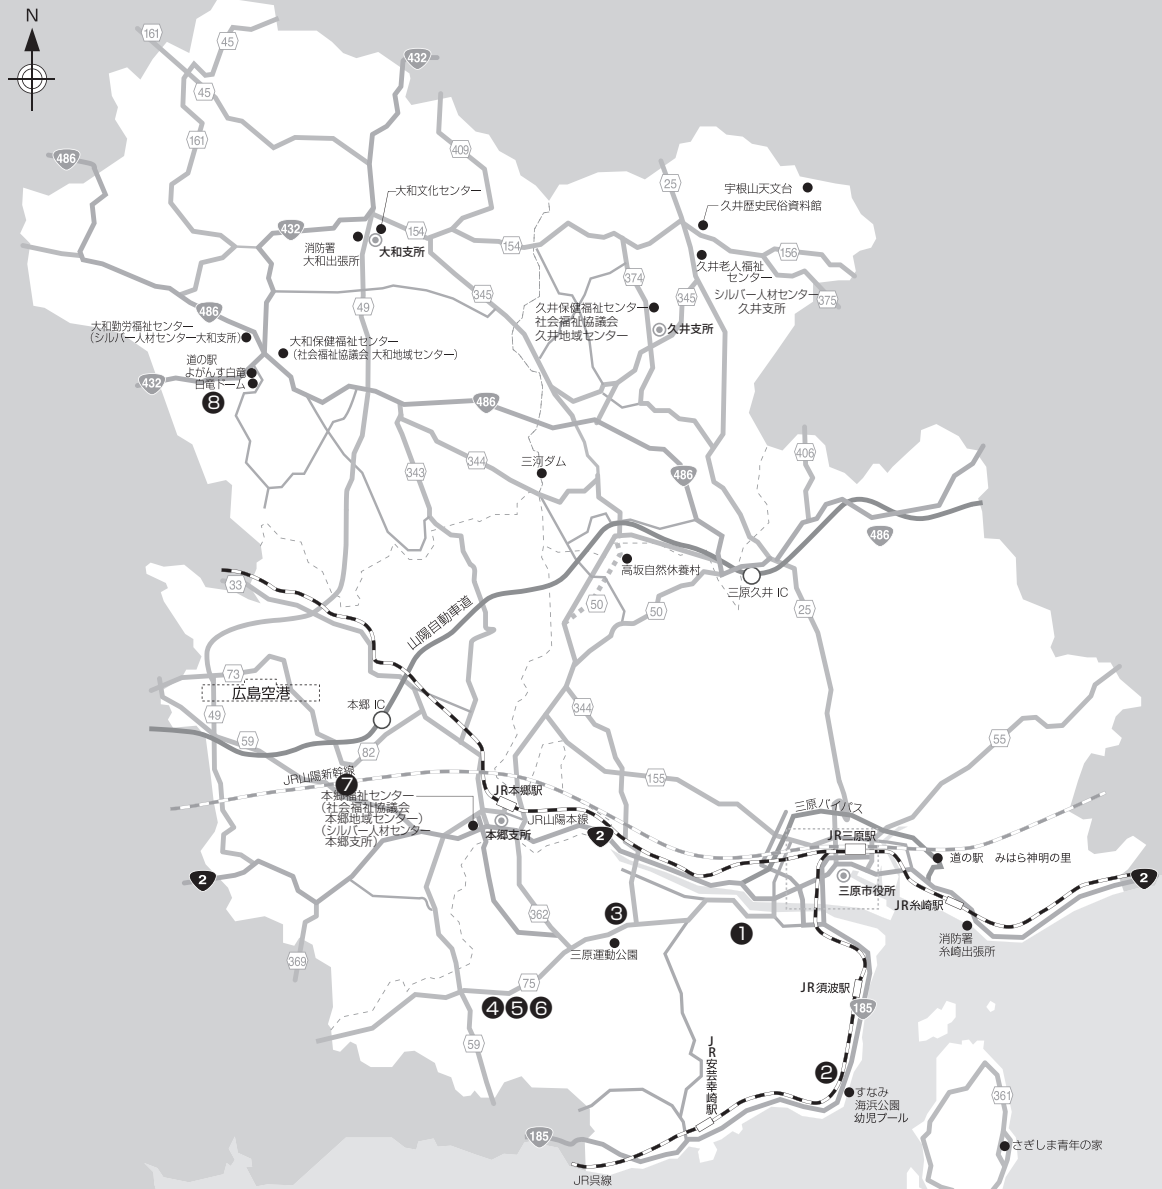 N
161
45
432
45
161
409
486
25
宇根山天文台
久井歴史民俗資料館
大和文化センター
432
154
154
消防署
大和出張所
大和支所
156
久井老人福祉
センター
374
345
345
シルバー人材センター
久井支所
375
49
486
久井保健福祉センター
社会福祉協議会
久井地域センター
久井支所
大和勤労福祉センター
(シルバー人材センター大和支所)
大和保健福祉センター
(社会福祉協議会 大和地域センター)
道の駅
よがんす白竜
白竜ドーム
432
❽
486
343
344
三河ダム
406
486
486
高坂自然休養村
三原久井 IC
33
50
50
25
山陽自動車道
73
広島空港
本郷 IC
49
59
82
344
55
155
JR山陽新幹線
❼
本郷福祉センター
(社会福祉協議会
本郷地域センター)
(シルバー人材センター
本郷支所)
JR本郷駅
JR山陽本線
本郷支所
2
三原バイパス
JR三原駅
道の駅 みはら神明の里
2
2
三原市役所
JR糸崎駅
消防署
糸崎出張所
362
❸
❶
三原運動公園
369
75
❹❺❻
JR須波駅
185
59
JR安芸幸崎駅
❷
すなみ
海浜公園
幼児プール
361
185
さぎしま青年の家
JR呉線